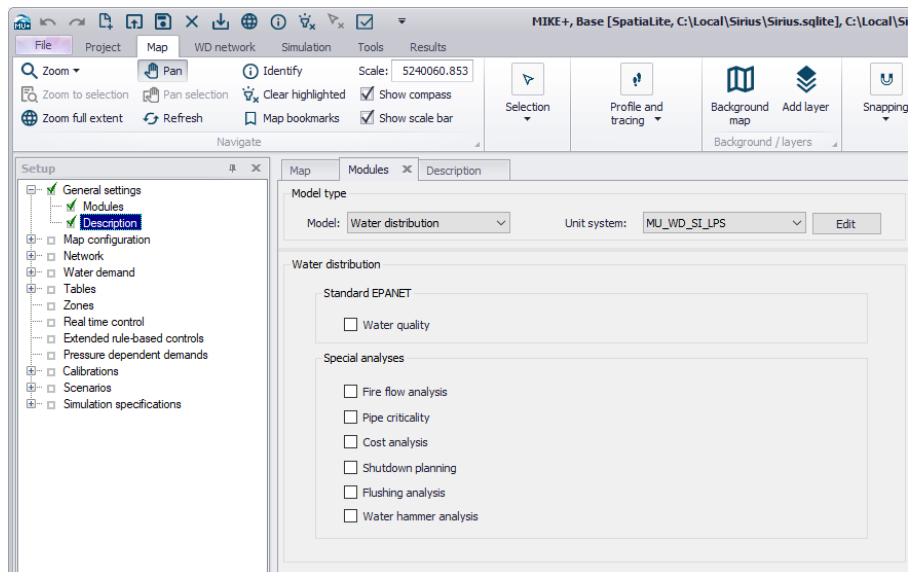 MU+
MIKE+, Base [SpatiaLite, C:\Local\Sirius\Sirius.sqlite], C:\Local\Si
File Project Map WD network Simulation Tools Results
Zoom Pan Identify Scale: 5240060.853
Zoom to selection Pan selection Clear highlighted Show compass
Zoom full extent Refresh Map bookmarks Show scale bar
Navigate
Selection
Profile and tracing
Background map
Add layer
Background / layers
Snapping
Setup
General settings
Modules
Description
Map configuration
Network
Water demand
Tables
Zones
Real time control
Extended rule-based controls
Pressure dependent demands
Calibrations
Scenarios
Simulation specifications
Map Modules Description
Model type
Model: Water distribution Unit system: MU_WD_SI_LPS Edit
Water distribution
Standard EPANET
Water quality
Special analyses
Fire flow analysis
Pipe criticality
Cost analysis
Shutdown planning
Flushing analysis
Water hammer analysis